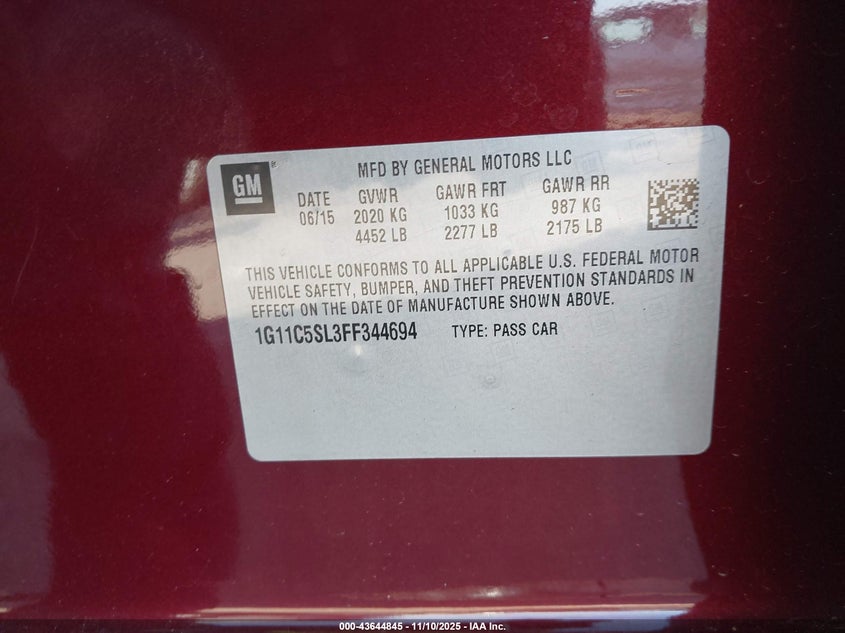 GM
MFD BY GENERAL MOTORS LLC
DATE GVWR GAWR FRT GAWR RR
06/15 2020 KG 1033 KG 987 KG
4452 LB 2277 LB 2175 LB
THIS VEHICLE CONFORMS TO ALL APPLICABLE U.S. FEDERAL MOTOR
VEHICLE SAFETY, BUMPER, AND THEFT PREVENTION STANDARDS IN
EFFECT ON THE DATE OF MANUFACTURE SHOWN ABOVE.
1G11C5SL3FF344694 TYPE: PASS CAR
000-43644845 - 11/10/2025 - IAA Inc.